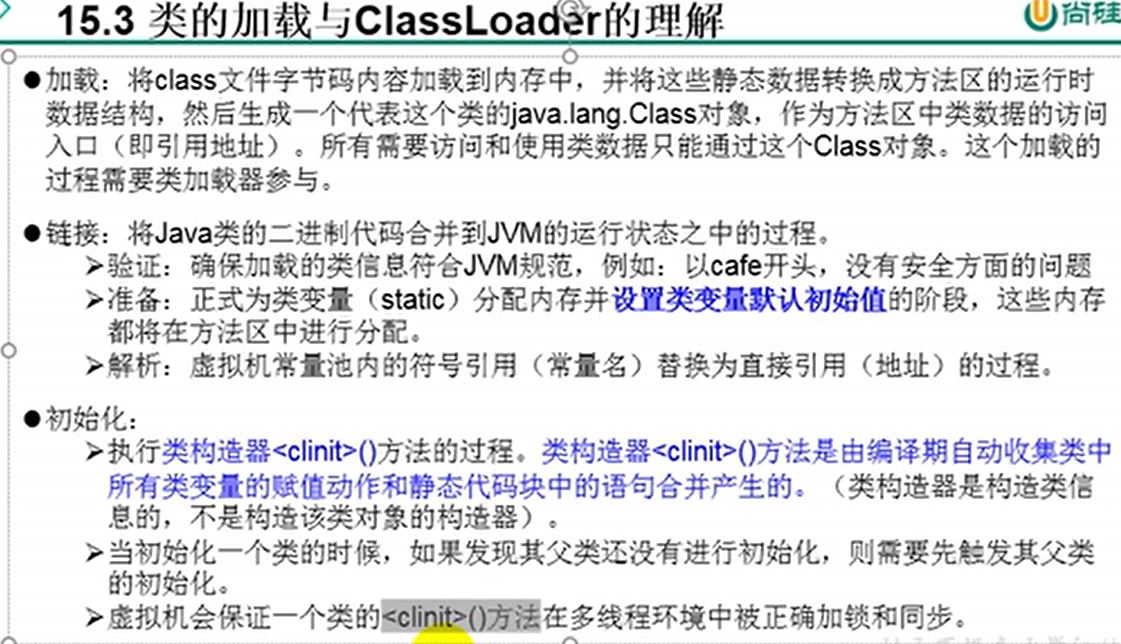 15.3 类的加载与ClassLoader的理解
尚硅
●加载：将class文件字节码内容加载到内存中，并将这些静态数据转换成方法区的运行时
数据结构，然后生成一个代表这个类的java.lang.Class对象，作为方法区中类数据的访问
入口（即引用地址）。所有需要访问和使用类数据只能通过这个Class对象。这个加载的
过程需要类加载器参与。
●链接：将Java类的二进制代码合并到JVM的运行状态之中的过程。
➢验证：确保加载的类信息符合JVM规范，例如：以cafe开头，没有安全方面的问题
➢准备：正式为类变量（static）分配内存并设置类变量默认初始值的阶段，这些内存
都将在方法区中进行分配。
➢解析：虚拟机常量池内的符号引用（常量名）替换为直接引用（地址）的过程。
●初始化：
➢执行类构造器<clinit>()方法的过程。类构造器<clinit>()方法是由编译期自动收集类中
所有类变量的赋值动作和静态代码块中的语句合并产生的。（类构造器是构造类信
息的，不是构造该类对象的构造器）。
➢当初始化一个类的时候，如果发现其父类还没有进行初始化，则需要先触发其父类
的初始化。
➢虚拟机会保证一个类的<clinit>()方法在多线程环境中被正确加锁和同步。